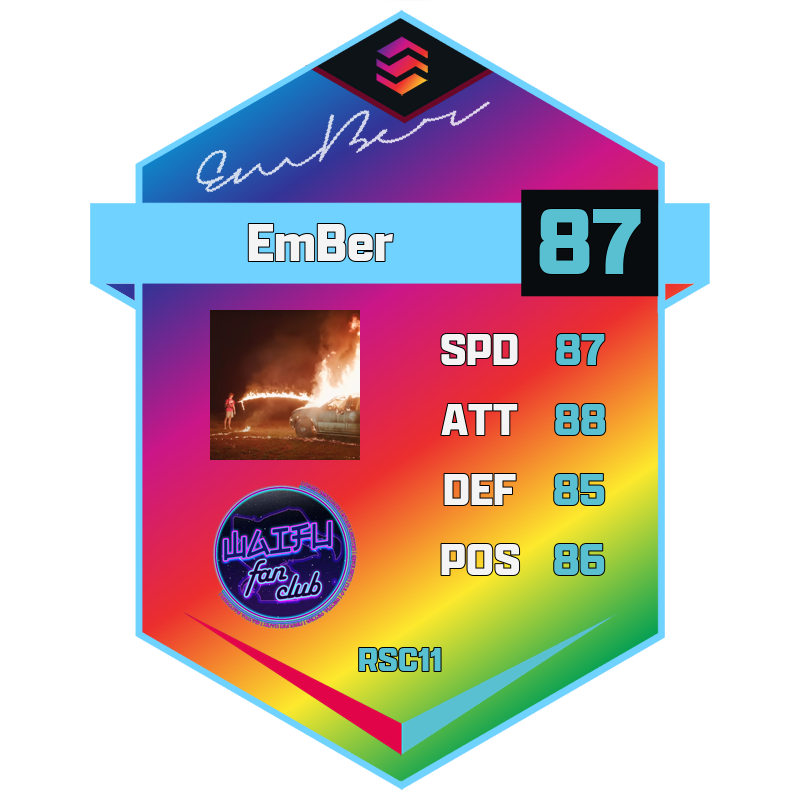 EmBer
EmBer
87
SPD 87
ATT 88
DEF 85
POS 86
WAIFU
fan
club
RSC11